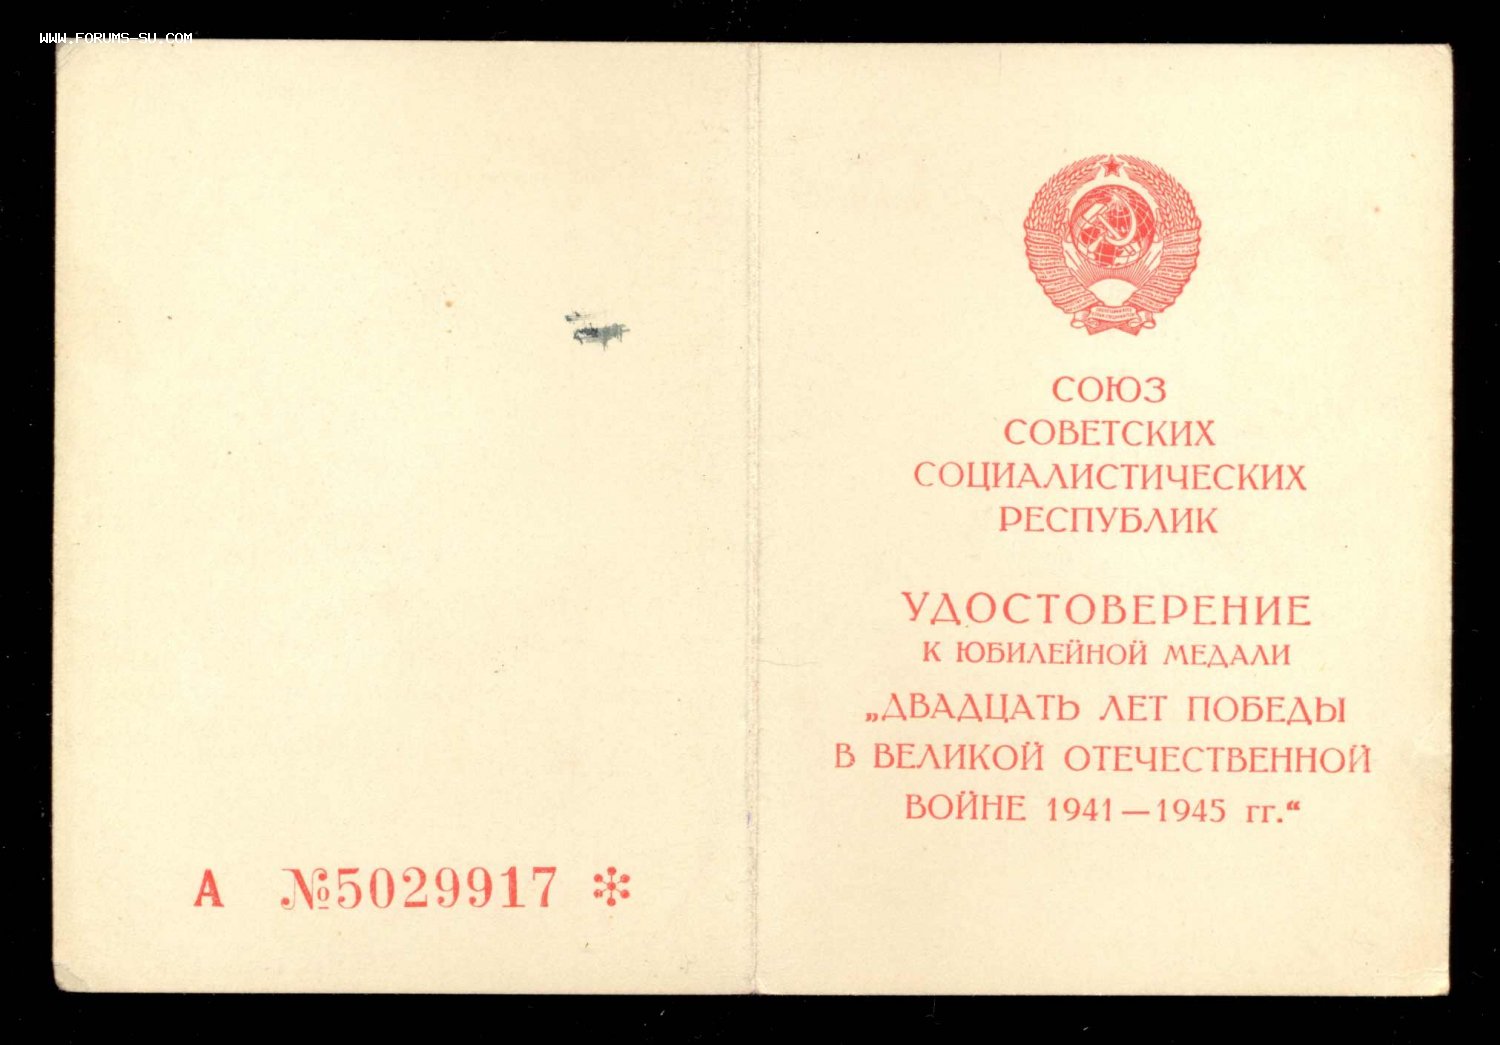 WWW.FORUMS-SU.COM
СОЮЗ
СОВЕТСКИХ
СОЦИАЛИСТИЧЕСКИХ
РЕСПУБЛИК
УДОСТОВЕРЕНИЕ
К ЮБИЛЕЙНОЙ МЕДАЛИ
„ДВАДЦАТЬ ЛЕТ ПОБЕДЫ
В ВЕЛИКОЙ ОТЕЧЕСТВЕННОЙ
ВОЙНЕ 1941—1945 гг.“
А №5029917